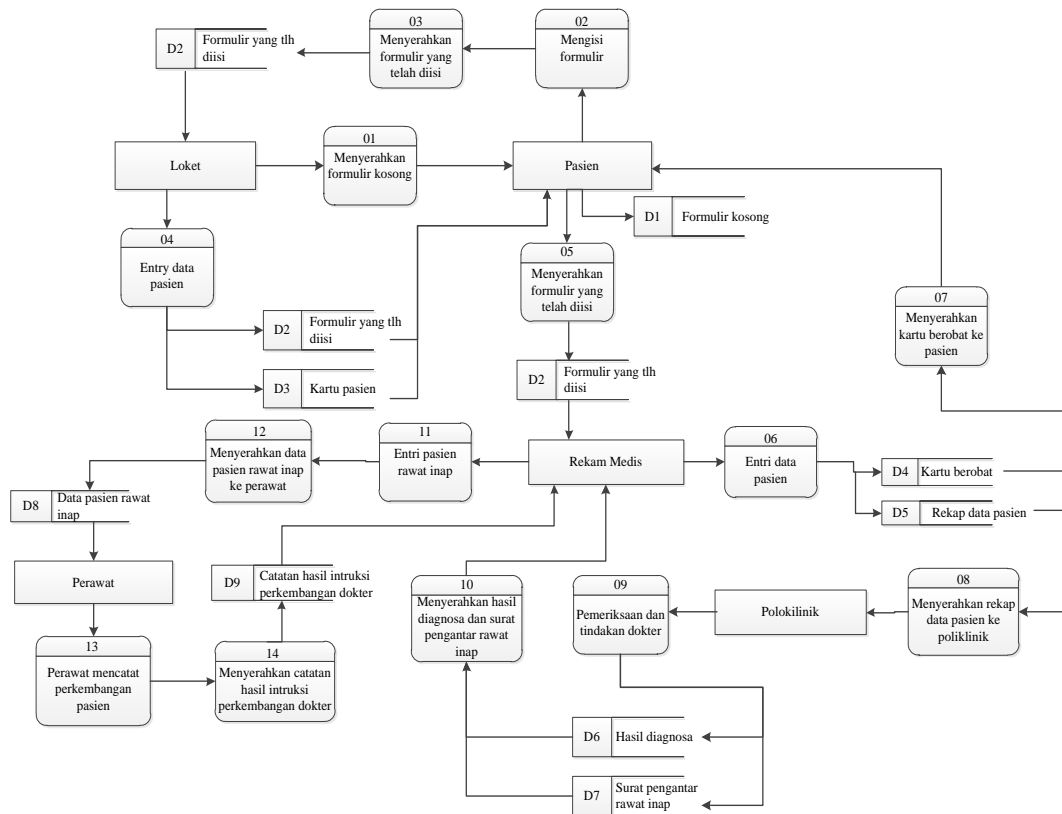 03
Menyerahkan
formulir yang
telah diisi
02
Mengisi
formulir
D2
Formulir yang tlh
diisi
Loket
01
Menyerahkan
formulir kosong
Pasien
D1
Formulir kosong
04
Entry data
pasien
05
Menyerahkan
formulir yang
telah diisi
07
Menyerahkan
kartu berobat ke
pasien
D2
Formulir yang tlh
diisi
D3
Kartu pasien
D2
Formulir yang tlh
diisi
12
Menyerahkan data
pasien rawat inap
ke perawat
11
Entri pasien
rawat inap
Rekam Medis
06
Entri data
pasien
D4
Kartu berobat
D5
Rekap data pasien
D8
Data pasien rawat
inap
Perawat
D9
Catatan hasil intruksi
perkembangan dokter
10
Menyerahkan hasil
diagnosa dan surat
pengantar rawat
inap
09
Pemeriksaan dan
tindakan dokter
Polokilinik
08
Menyerahkan rekap
data pasien ke
poliklinik
13
Perawat mencatat
perkembangan
pasien
14
Menyerahkan catatan
hasil intruksi
perkembangan dokter
D6
Hasil diagnosa
D7
Surat pengantar
rawat inap